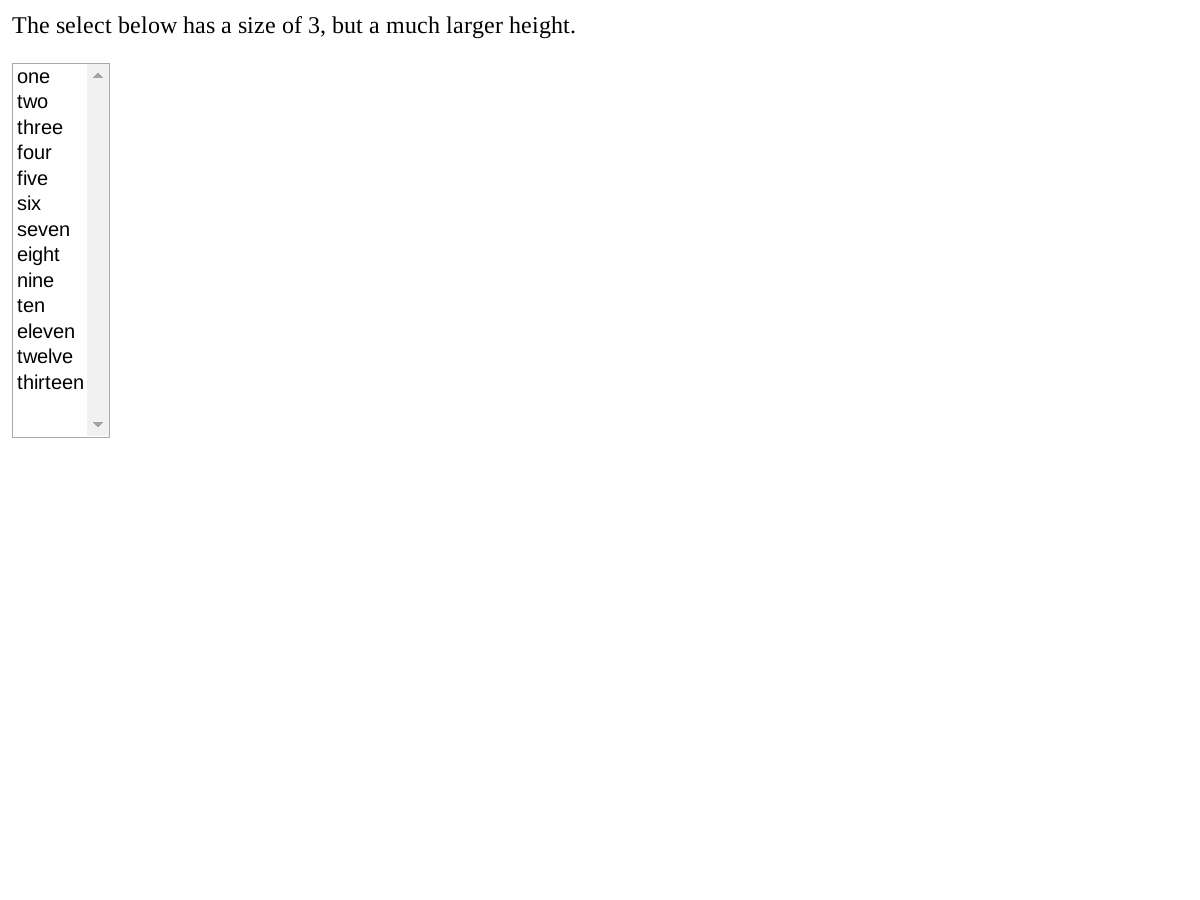 The select below has a size of 3, but a much larger height.
one
two
three
four
five
six
seven
eight
nine
ten
eleven
twelve
thirteen